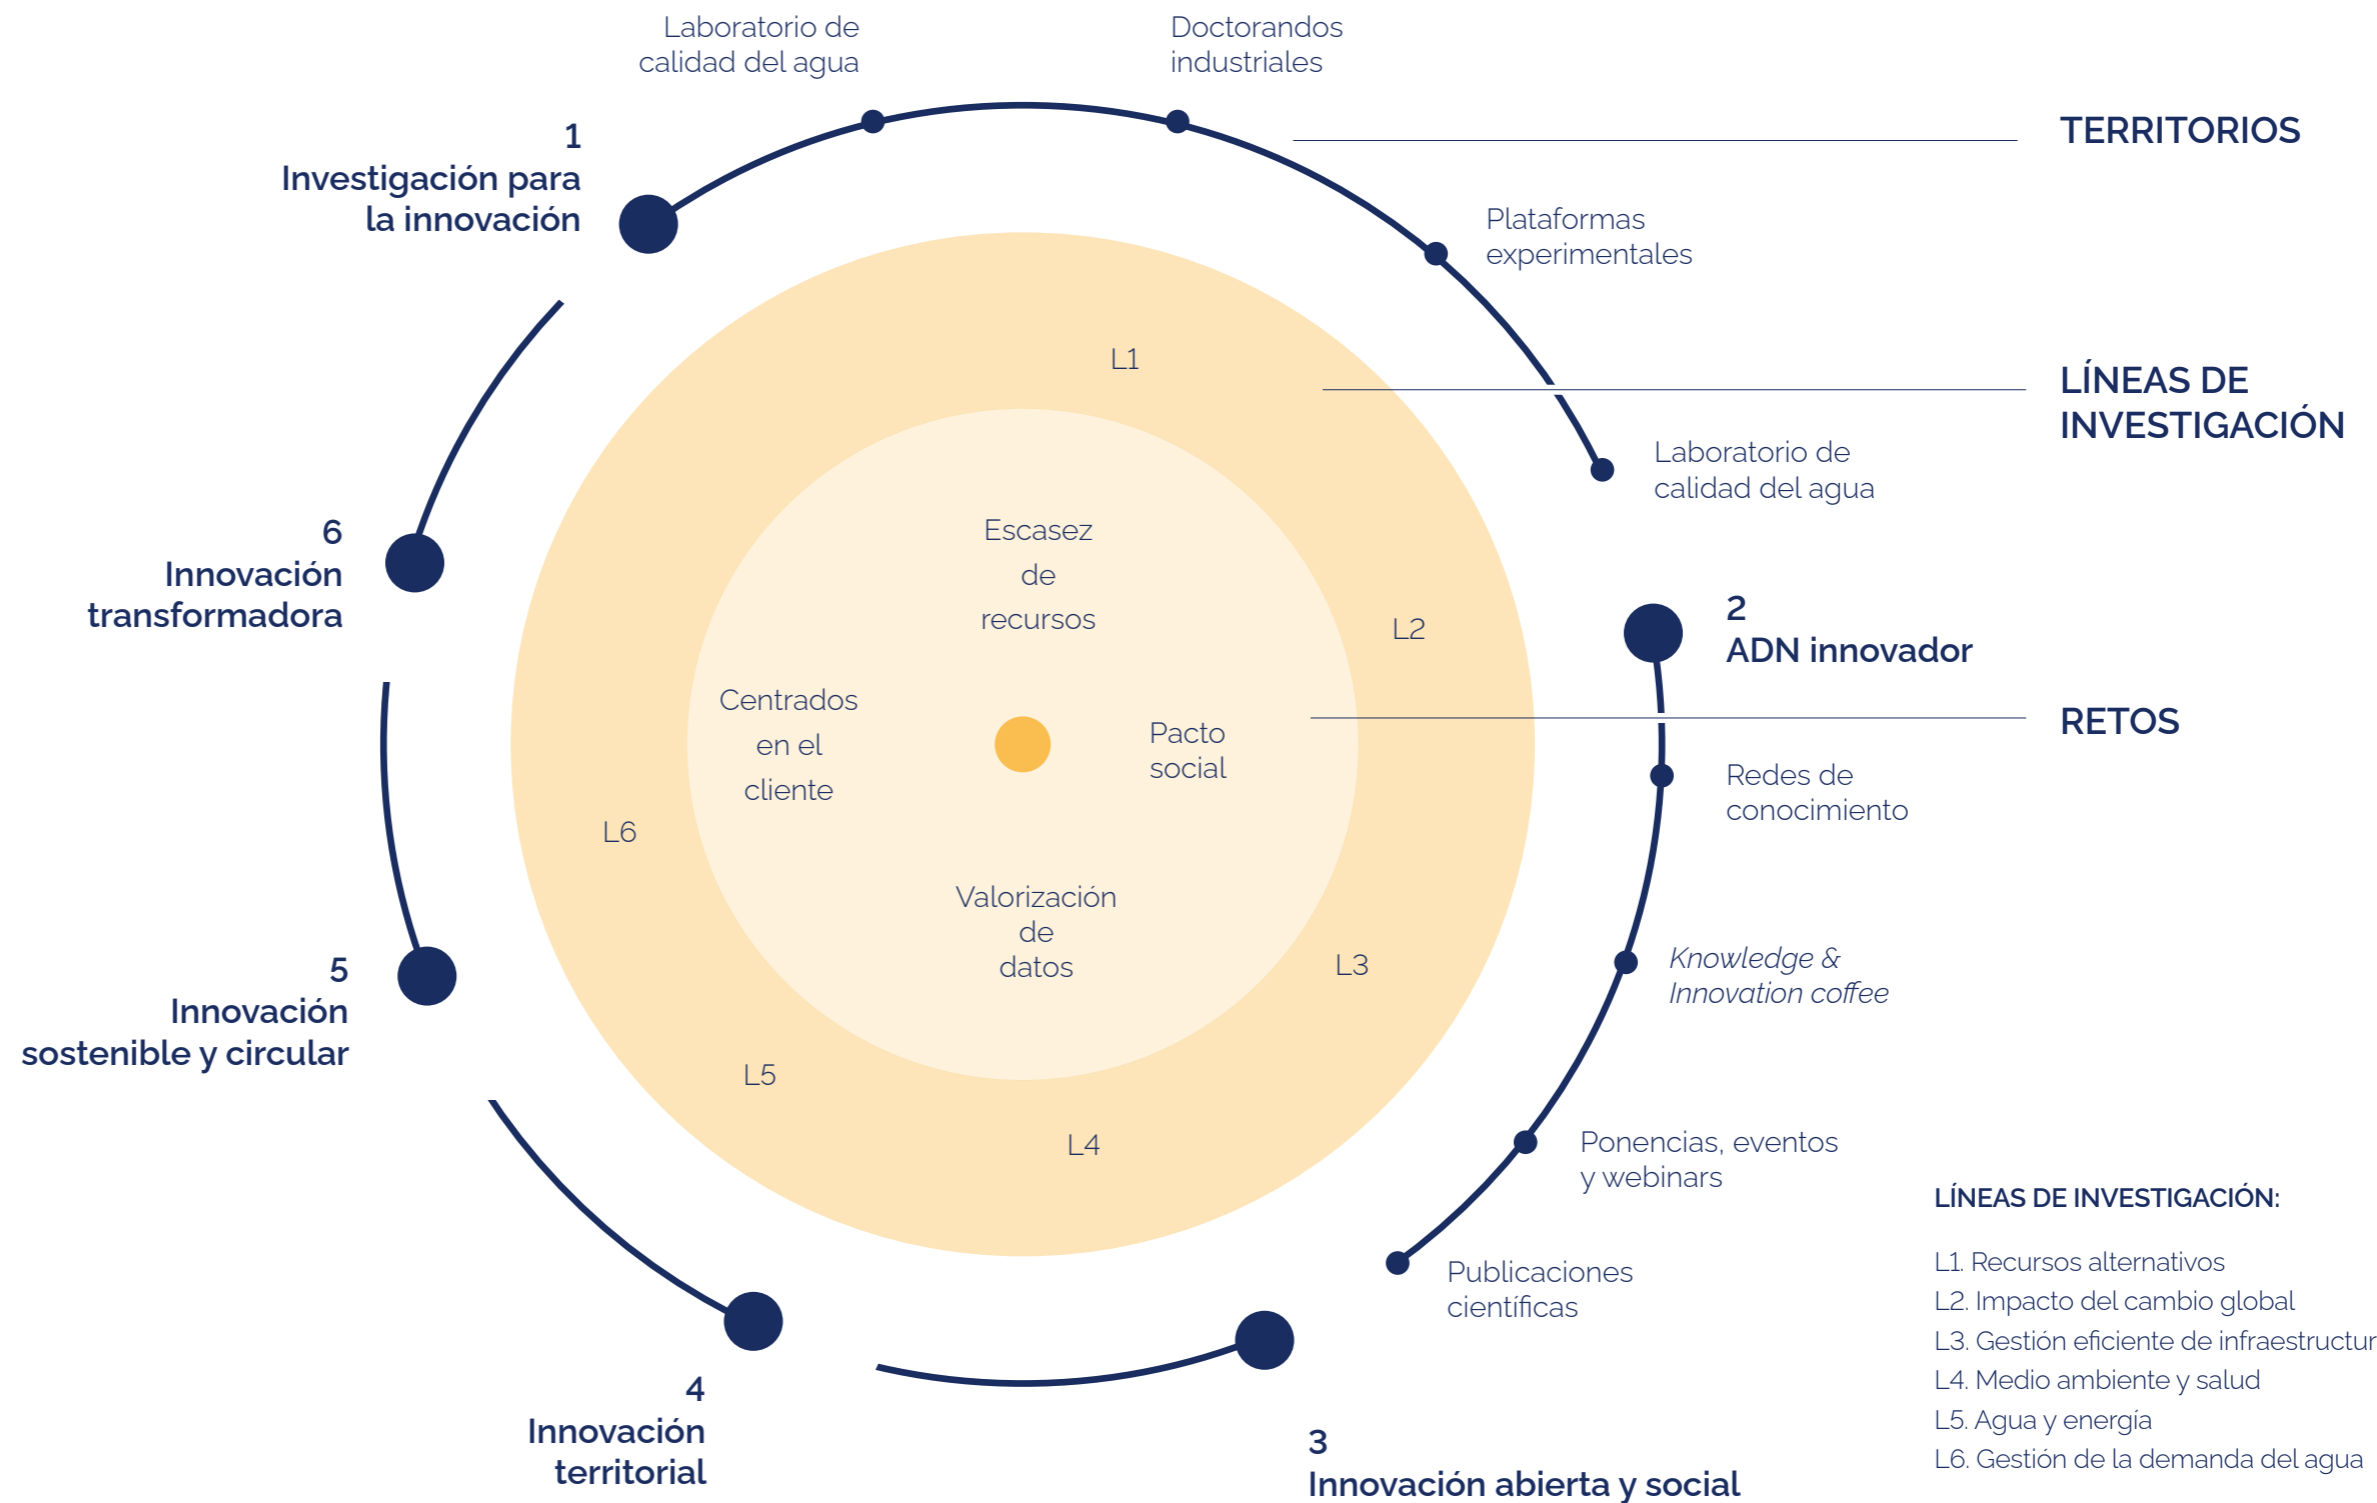 Laboratorio de
calidad del agua
Doctorandos
industriales
1
Investigación para
la innovación
TERRITORIOS
Plataformas
experimentales
L1
LÍNEAS DE
INVESTIGACIÓN
Laboratorio de
calidad del agua
6
Innovación
transformadora
Escasez
de
recursos
L2
2
ADN innovador
Centrados
en el
cliente
Pacto
social
RETOS
Redes de
conocimiento
L6
Valorización
de
datos
L3
Knowledge &
Innovation coffee
5
Innovación
sostenible y circular
L5
L4
Ponencias, eventos
y webinars
Publicaciones
científicas
4
Innovación
territorial
3
Innovación abierta y social
LÍNEAS DE INVESTIGACIÓN:
L1. Recursos alternativos
L2. Impacto del cambio global
L3. Gestión eficiente de infraestructur
L4. Medio ambiente y salud
L5. Agua y energía
L6. Gestión de la demanda del agua